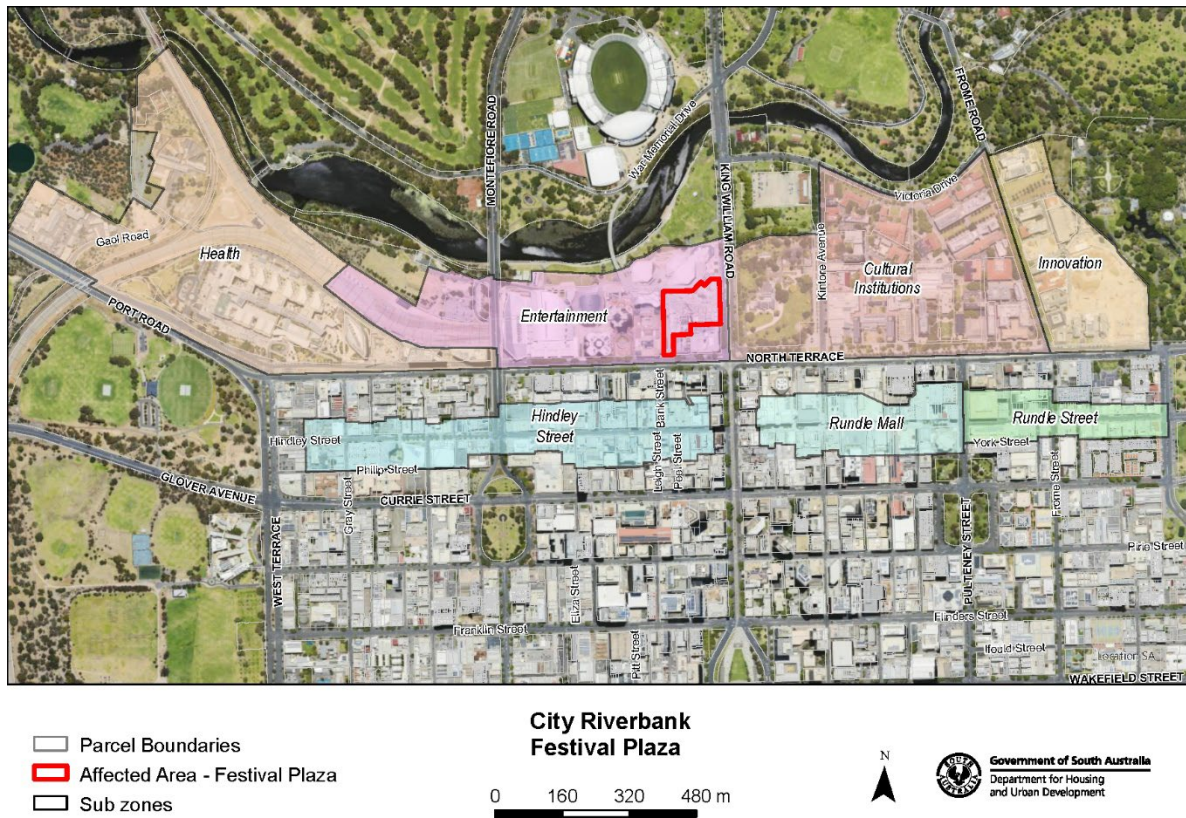 FROME ROAD
MONTEFIORE ROAD
War Memorial Drive
KING WILLIAM ROAD
Victoria Drive
Gaol Road
Health
Kintore Avenue
Cultural
Institutions
Innovation
PORT ROAD
Entertainment
NORTH TERRACE
Bank Street
Hindley
Street
Rundle Mall
Rundle Street
Hindley Street
York Street
Philip Street
Leigh Street
Peel Street
GLOVER AVENUE
CURRIE STREET
Gray Street
Frome Street
WEST TERRACE
PULTENEY STREET
Pirie Street
Eliza Street
Franklin Street
Flinders Street
Pitt Street
Ifould Street
Location SA
WAKEFIELD STREET
City Riverbank
Festival Plaza
Parcel Boundaries
Affected Area - Festival Plaza
Sub zones
0 160 320 480 m
N
SOUTH AUSTRALIA
Government of South Australia
Department for Housing
and Urban Development